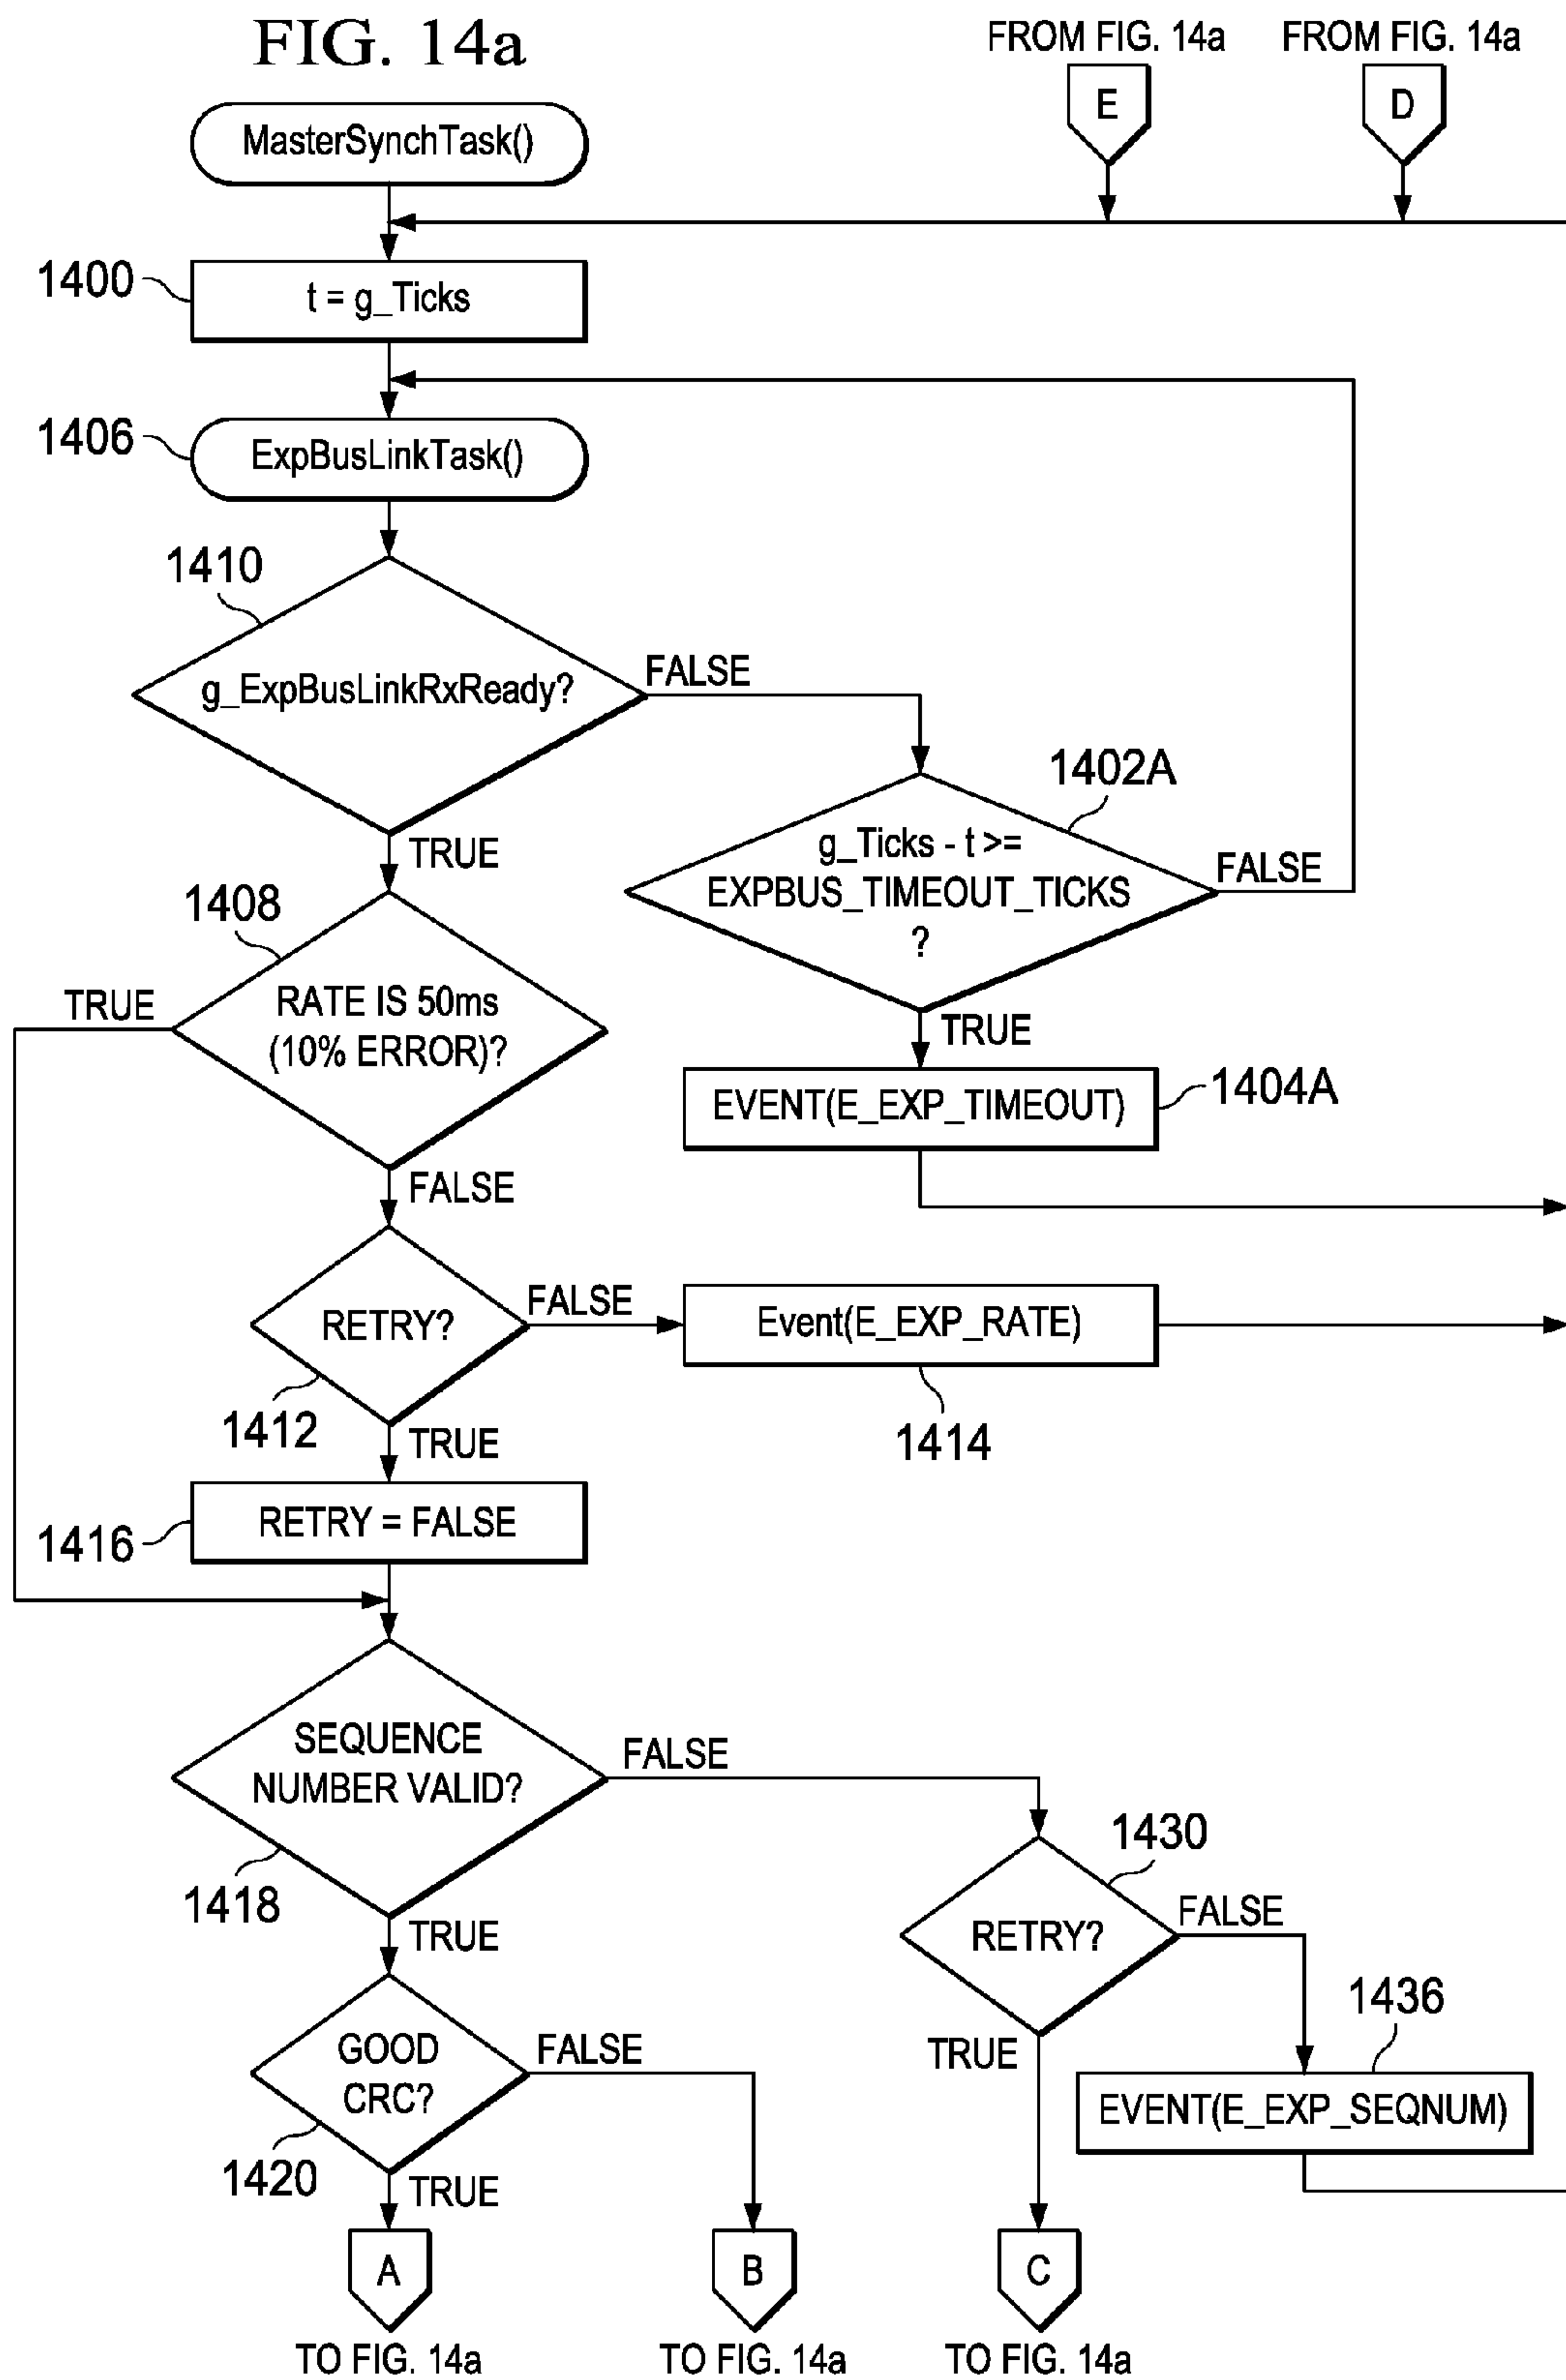 FIG. 14a
FROM FIG. 14a
FROM FIG. 14a
E
D
MasterSynchTask()
1400
t = g_Ticks
1406
ExpBusLinkTask()
1410
g_ExpBusLinkRxReady?
FALSE
TRUE
1402A
g_Ticks - t >=
EXPBUS_TIMEOUT_TICKS
?
FALSE
TRUE
1404A
EVENT(E_EXP_TIMEOUT)
1408
RATE IS 50ms
(10% ERROR)?
TRUE
FALSE
RETRY?
1412
FALSE
Event(E_EXP_RATE)
1414
TRUE
1416
RETRY = FALSE
SEQUENCE
NUMBER VALID?
1418
FALSE
TRUE
1430
RETRY?
FALSE
TRUE
1436
EVENT(E_EXP_SEQNUM)
GOOD
CRC?
1420
FALSE
TRUE
A
B
C
TO FIG. 14a
TO FIG. 14a
TO FIG. 14a